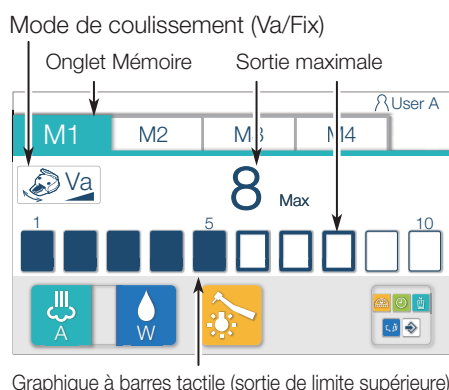 Mode de coulissement (Va/Fix)
Onglet Mémoire Sortie maximale
User A
M1 M2 M3 M4
Va 8 Max
1 5 10
A W
Graphique à barres tactile (sortie de limite supérieure)